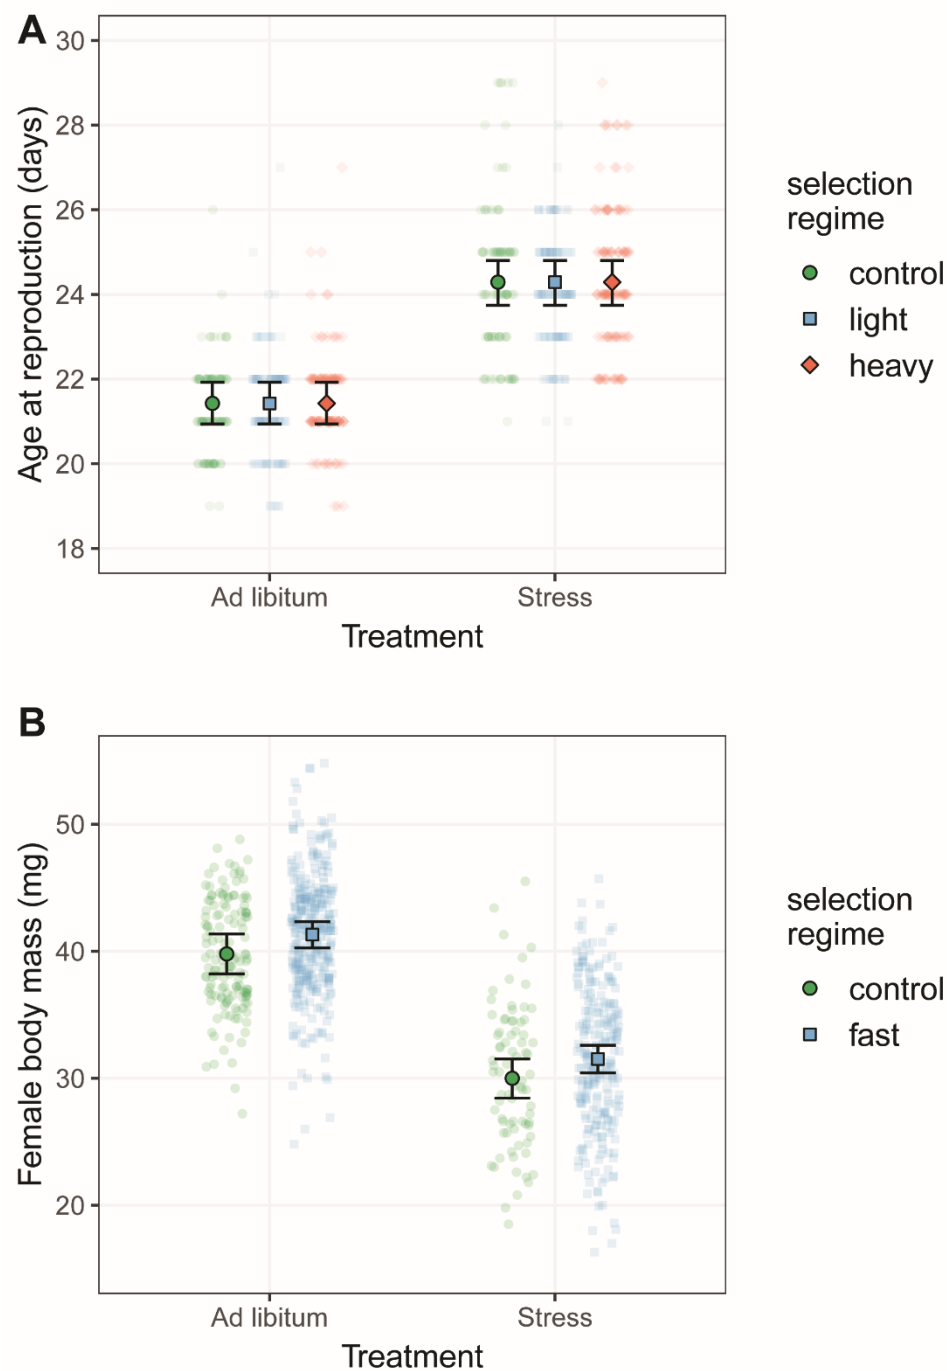 A
Age at reproduction (days)
30
28
26
24
22
20
18
Ad libitum Stress
Treatment
selection
regime
control
light
heavy
B
Female body mass (mg)
50
40
30
20
Ad libitum Stress
Treatment
selection
regime
control
fast